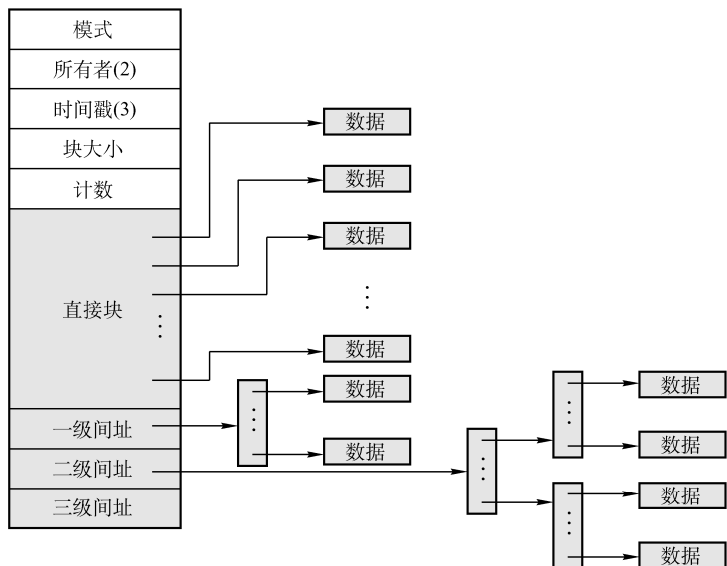 模式
所有者(2)
时间戳(3)
块大小
计数
直接块
一级间址
二级间址
三级间址
数据
数据
数据
数据
数据
数据
数据
数据
数据
数据